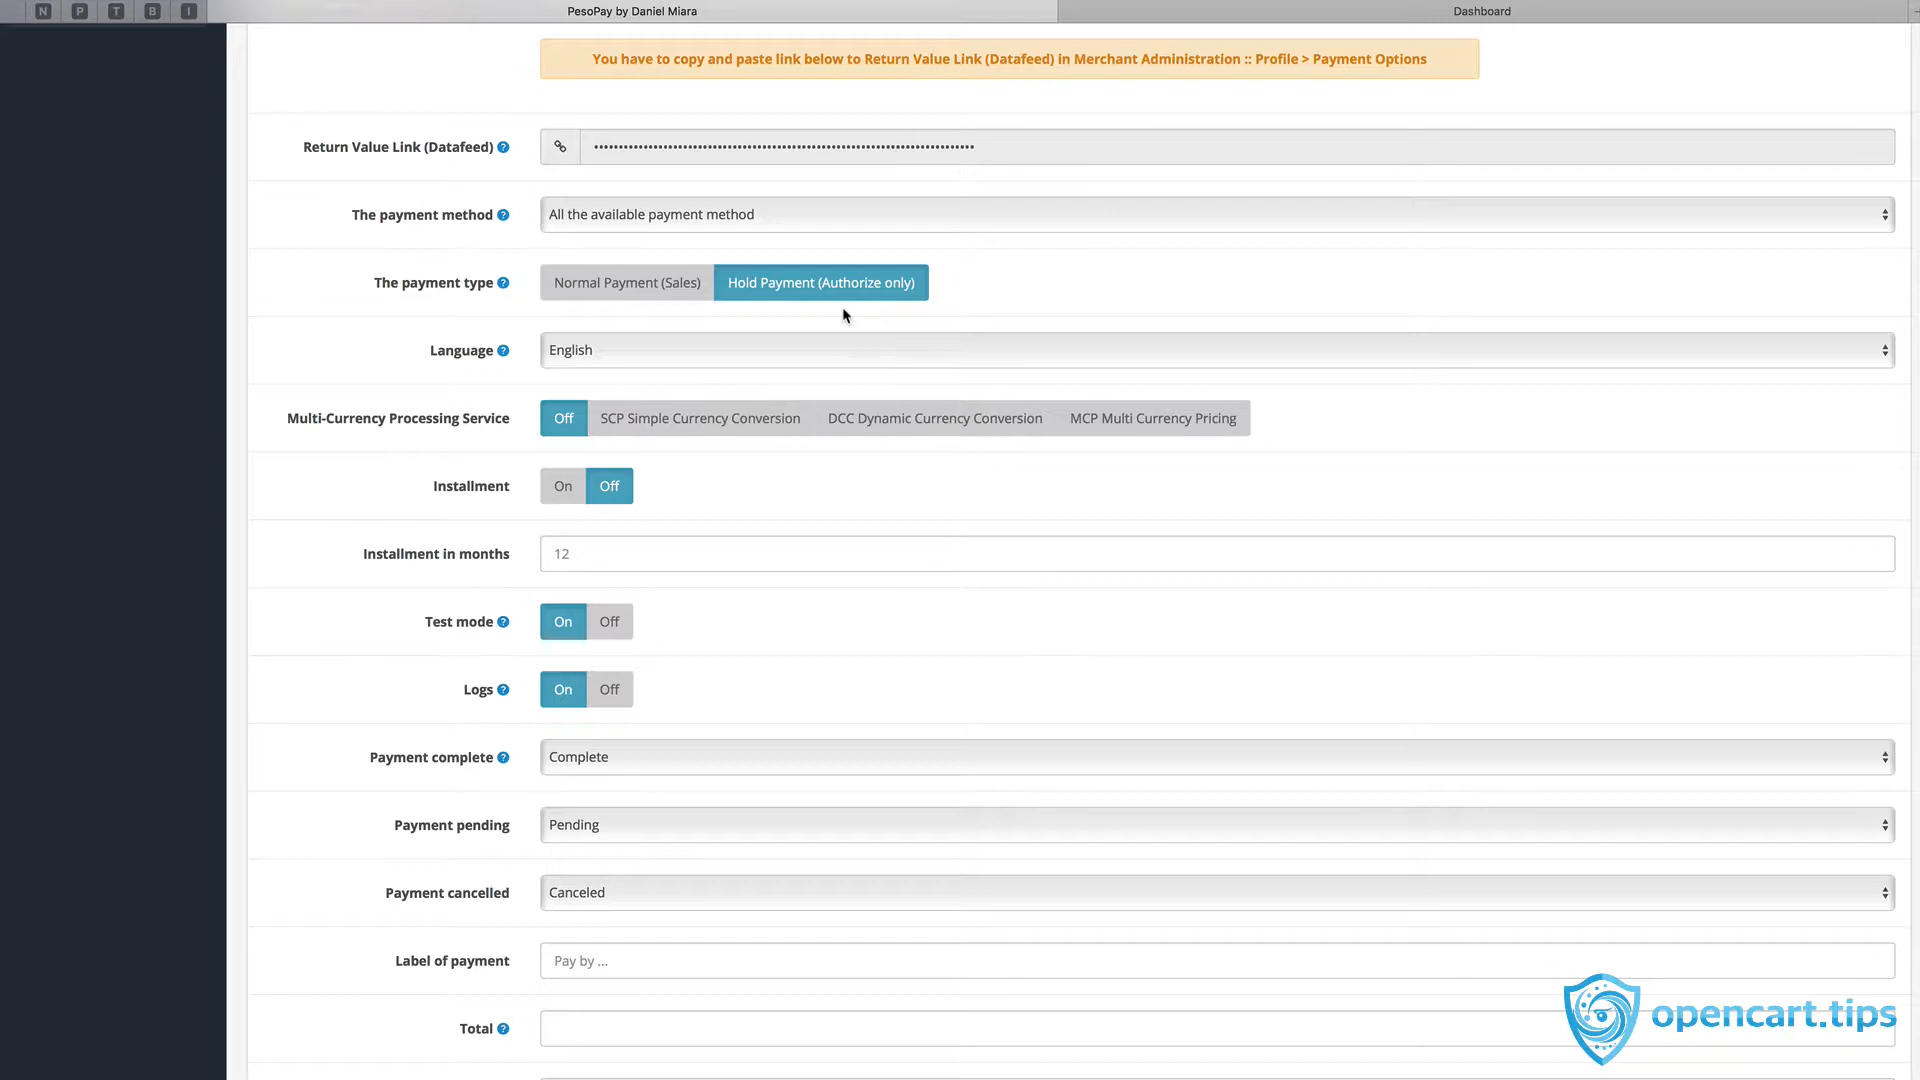 N P T B I
PesoPay by Daniel Miara
Dashboard
You have to copy and paste link below to Return Value Link (Datafeed) in Merchant Administration :: Profile > Payment Options
Return Value Link (Datafeed) ?
The payment method ? All the available payment method
The payment type ? Normal Payment (Sales) Hold Payment (Authorize only)
Language ? English
Multi-Currency Processing Service Off SCP Simple Currency Conversion DCC Dynamic Currency Conversion MCP Multi Currency Pricing
Installment On Off
Installment in months 12
Test mode ? On Off
Logs ? On Off
Payment complete ? Complete
Payment pending Pending
Payment cancelled Canceled
Label of payment Pay by ...
Total ?
opencart.tips